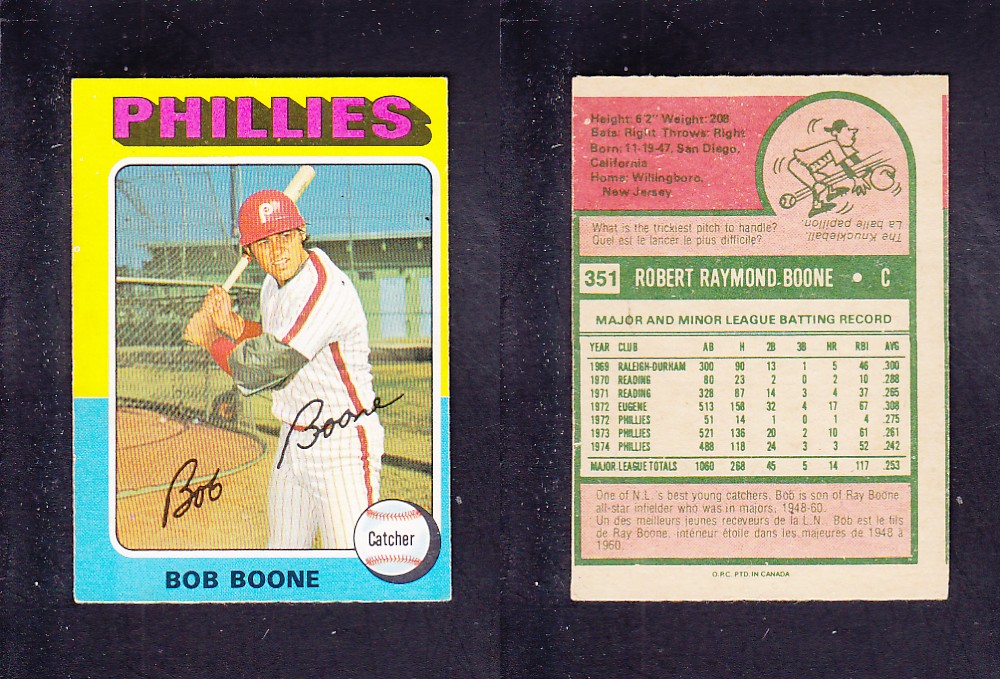 PHILLIES
P
Bob Boone
Catcher
BOB BOONE
Height: 6'2" Weight: 208
Bats: Right Throws: Right
Born: 11-19-47, San Diego,
California
Home: Willingboro,
New Jersey
What is the trickiest pitch to handle?
Quel est le lancer le plus difficile?
The Knuckleball
La balle papillon.
351 ROBERT RAYMOND BOONE • C
MAJOR AND MINOR LEAGUE BATTING RECORD
YEAR CLUB AB H 2B 3B HR RBI AVG
1969 RALEIGH-DURHAM 300 90 13 1 5 46 .300
1970 READING 80 23 2 0 2 10 .288
1971 READING 328 87 14 3 4 37 .265
1972 EUGENE 513 158 32 4 17 67 .308
1972 PHILLIES 51 14 1 0 1 4 .275
1973 PHILLIES 521 136 20 2 10 61 .261
1974 PHILLIES 488 118 24 3 3 52 .242
MAJOR LEAGUE TOTALS 1060 268 45 5 14 117 .253
One of N.L.'s best young catchers. Bob is son of Ray Boone
all-star infielder who was in majors, 1948-60.
Un des meilleurs jeunes receveurs de la L.N.. Bob est le fils
de Ray Boone, intérieur étoile dans les majeures de 1948 à
1960.
O.P.C. PTD. IN CANADA